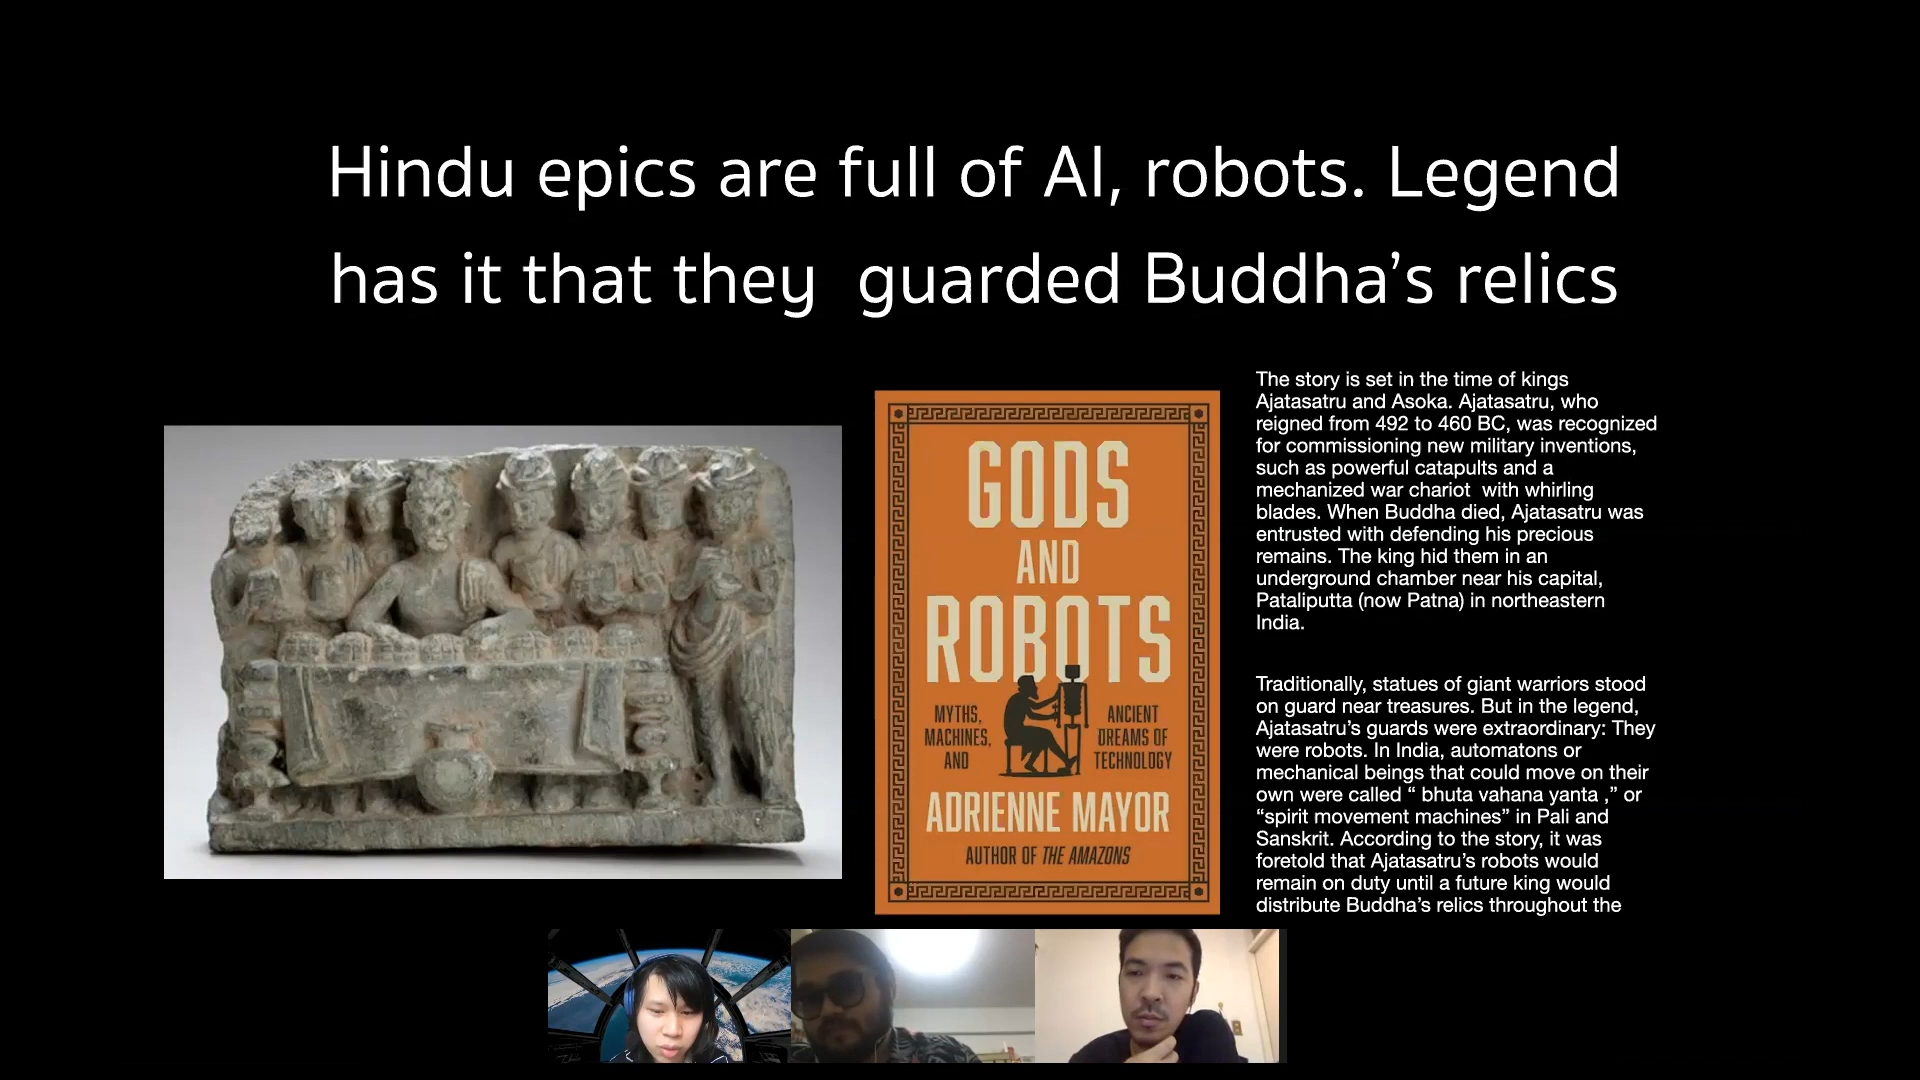 Hindu epics are full of AI, robots. Legend
has it that they  guarded Buddha’s relics
GODS
AND
ROBOTS
MYTHS,
MACHINES,
AND
ANCIENT
DREAMS OF
TECHNOLOGY
ADRIENNE MAYOR
AUTHOR OF THE AMAZONS
The story is set in the time of kings
Ajatasatru and Asoka. Ajatasatru, who
reigned from 492 to 460 BC, was recognized
for commissioning new military inventions,
such as powerful catapults and a
mechanized war chariot  with whirling
blades. When Buddha died, Ajatasatru was
entrusted with defending his precious
remains. The king hid them in an
underground chamber near his capital,
Pataliputta (now Patna) in northeastern
India.
Traditionally, statues of giant warriors stood
on guard near treasures. But in the legend,
Ajatasatru’s guards were extraordinary: They
were robots. In India, automatons or
mechanical beings that could move on their
own were called “ bhuta vahana yanta ,” or
“spirit movement machines” in Pali and
Sanskrit. According to the story, it was
foretold that Ajatasatru’s robots would
remain on duty until a future king would
distribute Buddha’s relics throughout the